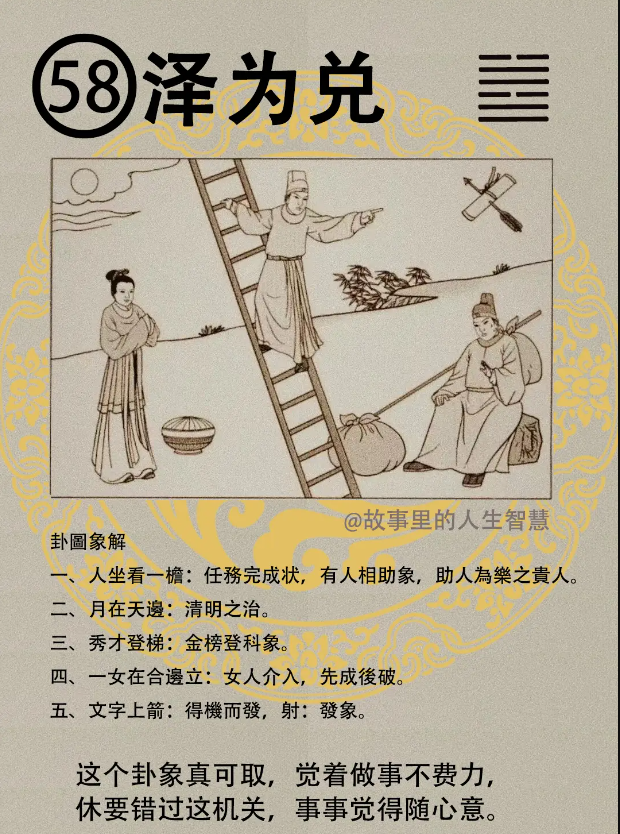 58 泽为兑
@故事里的人生智慧
卦圖象解
一、人坐看一檐：任務完成状，有人相助象，助人為樂之貴人。
二、月在天邊：清明之治。
三、秀才登梯：金榜登科象。
四、一女在合邊立：女人介入，先成後破。
五、文字上箭：得機而發，射：發象。
这个卦象真可取，觉着做事不费力，
休要错过这机关，事事觉得随心意。